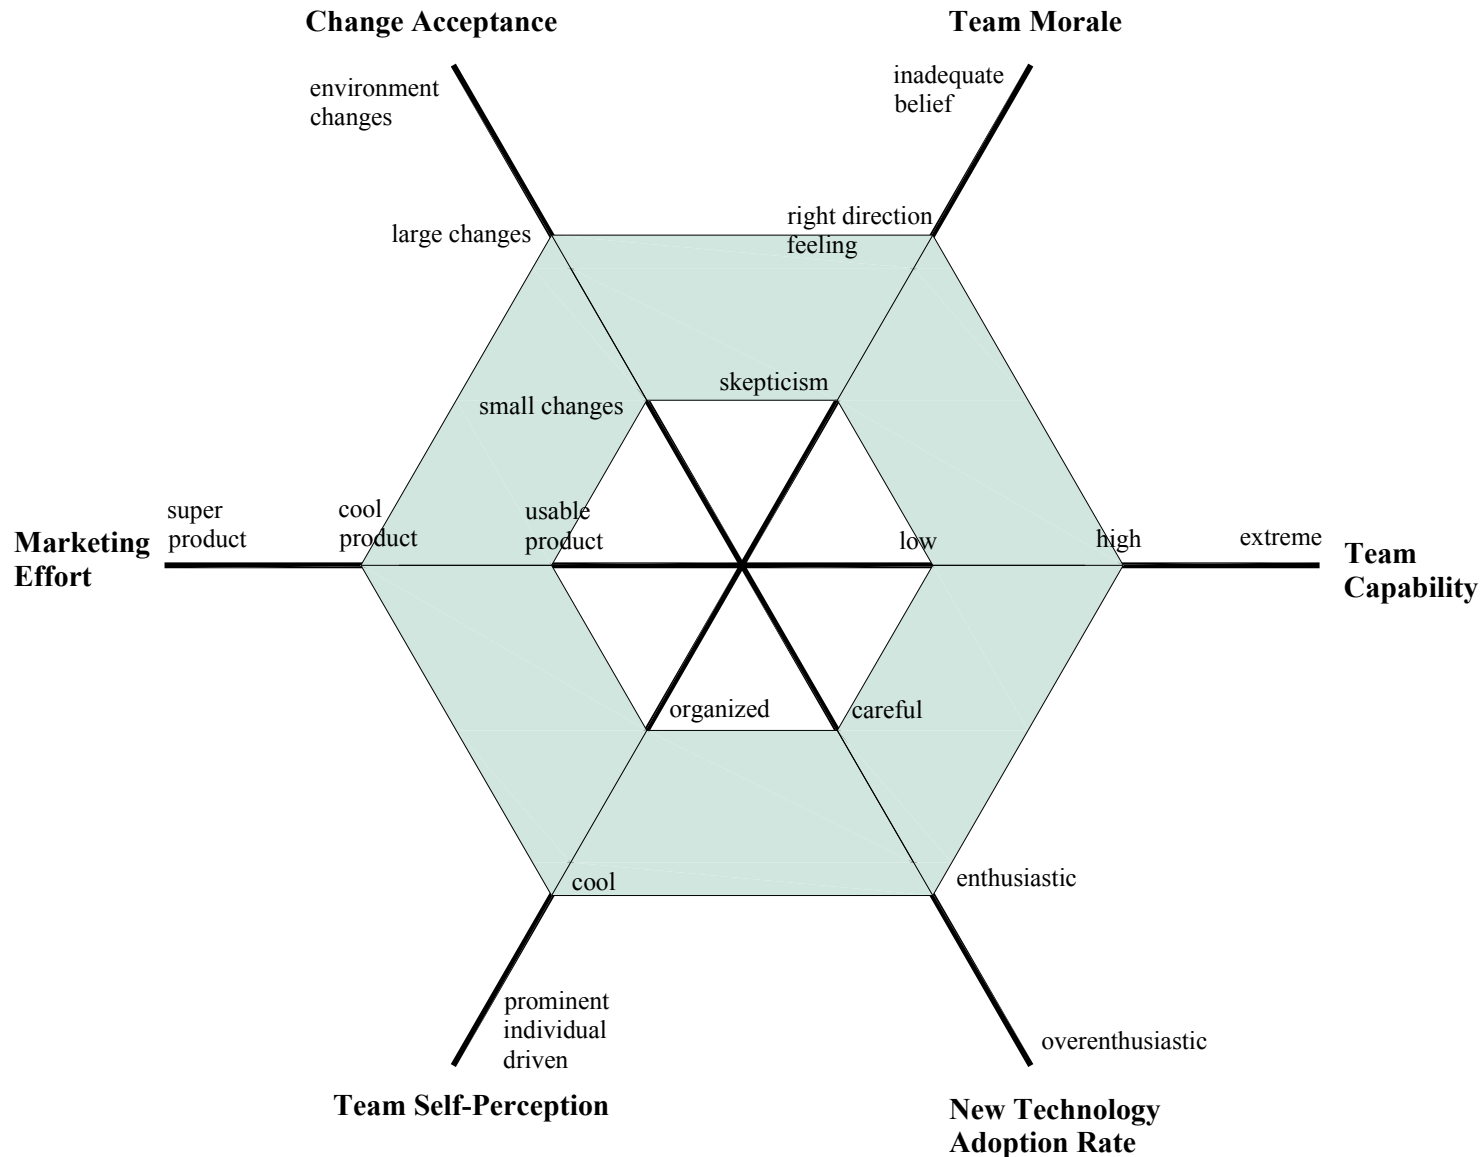 Change Acceptance
Team Morale
environment
changes
inadequate
belief
large changes
right direction
feeling
small changes
skepticism
Marketing
Effort
super
product
cool
product
usable
product
low
high
extreme
Team
Capability
organized
careful
cool
enthusiastic
prominent
individual
driven
overenthusiastic
Team Self-Perception
New Technology
Adoption Rate